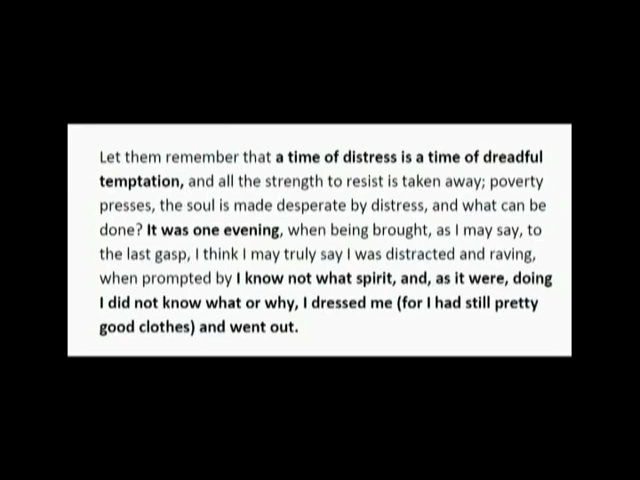 Let them remember that a time of distress is a time of dreadful
temptation, and all the strength to resist is taken away; poverty
presses, the soul is made desperate by distress, and what can be
done? It was one evening, when being brought, as I may say, to
the last gasp, I think I may truly say I was distracted and raving,
when prompted by I know not what spirit, and, as it were, doing
I did not know what or why, I dressed me (for I had still pretty
good clothes) and went out.